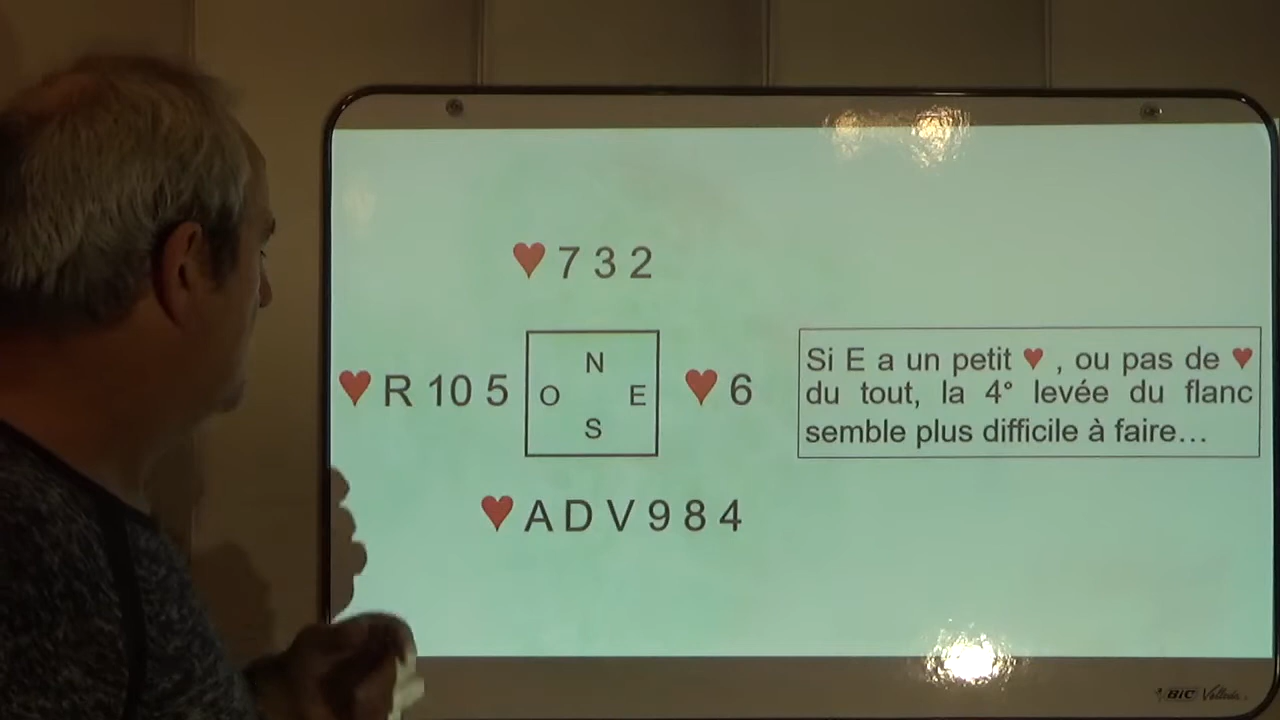 ♥ 7 3 2
♥ R 10 5
N
O E
S
♥ 6
♥ A D V 9 8 4
Si E a un petit ♥ , ou pas de ♥
du tout, la 4° levée du flanc
semble plus difficile à faire…
BIC Velleda